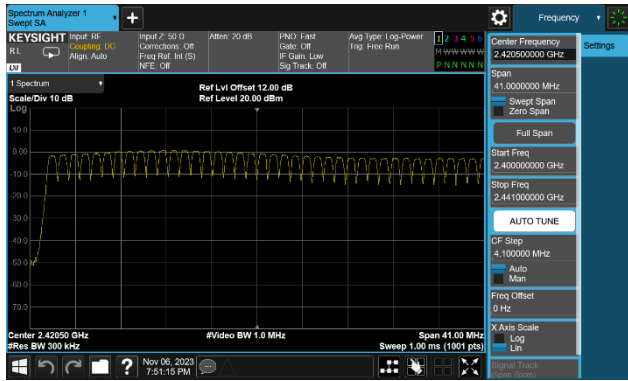 Spectrum Analyzer 1
Swept SA
Frequency
KEYSIGHT
RL
Input: RF
Coupling: DC
Align: Auto
Input Z: 50 Ω
Corrections: Off
Freq Ref: Int (S)
NFE: Off
Atten: 20 dB
PNO: Fast
Gate: Off
IF Gain: Low
Sig Track: Off
Avg Type: Log-Power
Trig: Free Run
1 2 3 4 5 6
M W W W W W
P N N N N N
LXI
1 Spectrum
Scale/Div 10 dB
Ref Lvl Offset 12.00 dB
Ref Level 20.00 dBm
Log
10.0
0.00
-10.0
-20.0
-30.0
-40.0
-50.0
-60.0
-70.0
Center 2.42050 GHz
#Res BW 300 kHz
#Video BW 1.0 MHz
Span 41.00 MHz
Sweep 1.00 ms (1001 pts)
Center Frequency
2.420500000 GHz
Span
41.0000000 MHz
Swept Span
Zero Span
Full Span
Start Freq
2.400000000 GHz
Stop Freq
2.441000000 GHz
AUTO TUNE
CF Step
4.100000 MHz
Auto
Man
Freq Offset
0 Hz
X Axis Scale
Log
Lin
Signal Track
(Span Zoom)
Settings
Nov 06, 2023
7:51:15 PM